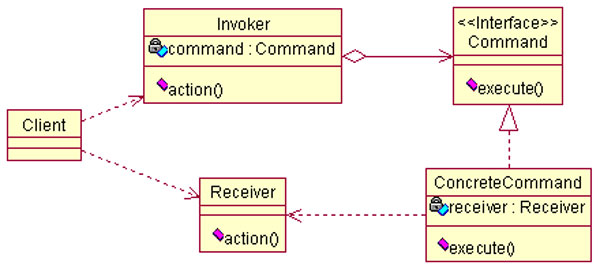 Invoker
command : Command
action()
<<Interface>>
Command
execute()
Client
Receiver
action()
ConcreteCommand
receiver : Receiver
execute()